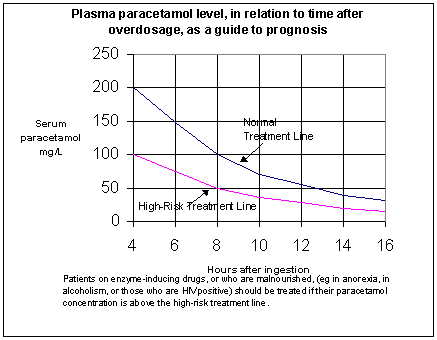 Plasma paracetamol level, in relation to time after
overdosage, as a guide to prognosis
250
200
150
100
50
0
Serum
paracetamol
mg/L
Normal
Treatment Line
High-Risk Treatment Line
4 6 8 10 12 14 16
Hours after ingestion
Patients on enzyme-inducing drugs, or who are malnourished, (eg in anorexia, in
alcoholism, or those who are HIV positive) should be treated if their paracetamol
concentration is above the high-risk treatment line.